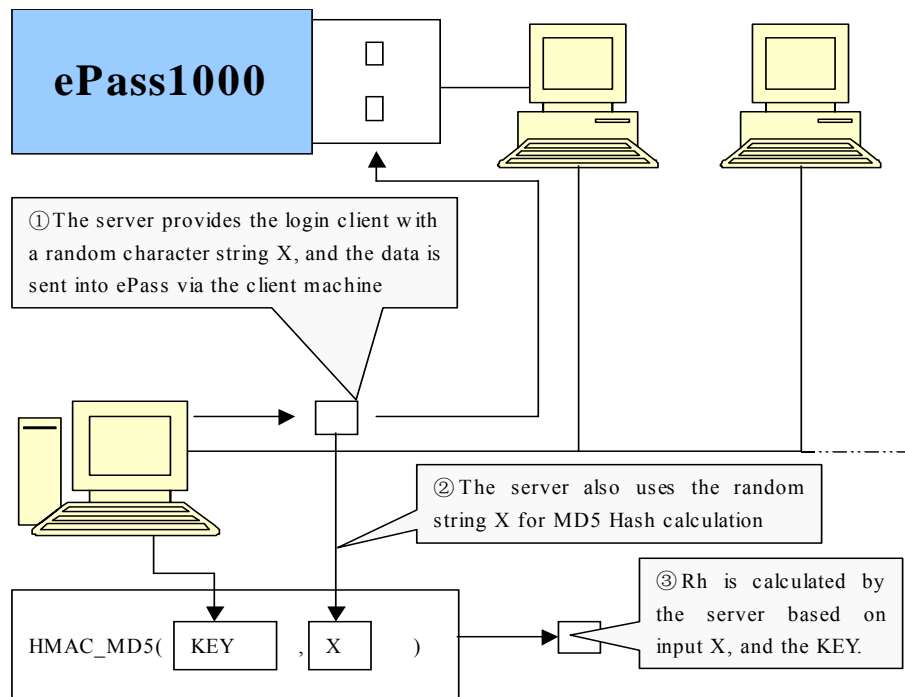 ePass1000
①The server provides the login client with
a random character string X, and the data is
sent into ePass via the client machine
②The server also uses the random
string X for MD5 Hash calculation
③Rh is calculated by
the server based on
input X, and the KEY.
HMAC_MD5( KEY , X )